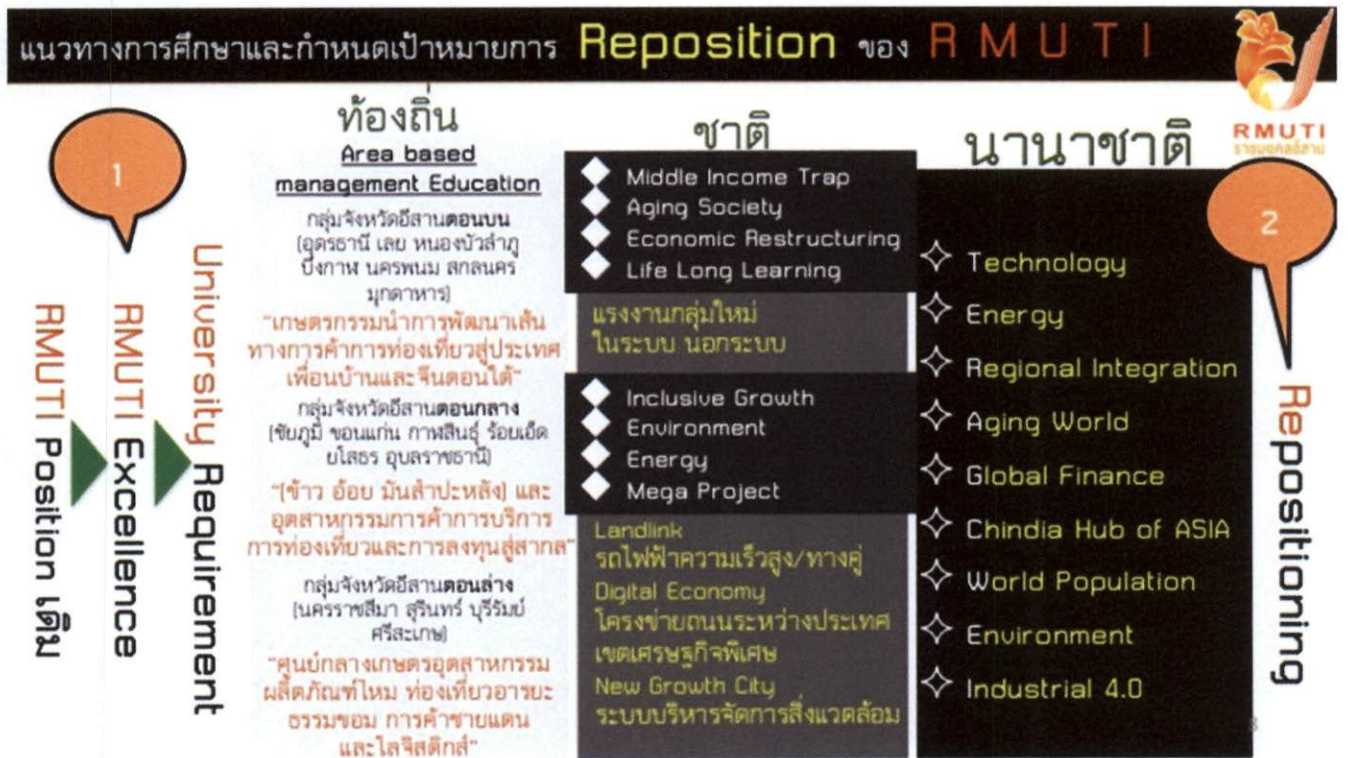 แนวทางการศึกษาและกำหนดเป้าหมายการ Reposition ของ RMUTI
RMUTI
ราชมงคลอีสาน
1
RMUTI Position เดิม
RMUTI Excellence
University Requirement
ท้องถิ่น
Area based
management Education
กลุ่มจังหวัดอีสานตอนบน
(อุดรธานี เลย หนองบัวลำภู
บึงกาฬ นครพนม สกลนคร
มุกดาหาร)
"เกษตรกรรมนำการพัฒนาเส้น
ทางการค้าการท่องเที่ยวสู่ประเทศ
เพื่อนบ้านและจีนตอนใต้"
กลุ่มจังหวัดอีสานตอนกลาง
(ชัยภูมิ ขอนแก่น กาฬสินธุ์ ร้อยเอ็ด
ยโสธร อุบลราชธานี)
"(ข้าว อ้อย มันสำปะหลัง) และ
อุตสาหกรรมการค้าการบริการ
การท่องเที่ยวและการลงทุนสู่สากล"
กลุ่มจังหวัดอีสานตอนล่าง
(นครราชสีมา สุรินทร์ บุรีรัมย์
ศรีสะเกษ)
"ศูนย์กลางเกษตรอุตสาหกรรม
ผลิตภัณฑ์ไหม ท่องเที่ยวอารยะ
ธรรมขอม การค้าชายแดน
และโลจิสติกส์"
ชาติ
Middle Income Trap
Aging Society
Economic Restructuring
Life Long Learning
แรงงานกลุ่มใหม่
ในระบบ นอกระบบ
Inclusive Growth
Environment
Energy
Mega Project
Landlink
รถไฟฟ้าความเร็วสูง/ทางคู่
Digital Economy
โครงข่ายถนนระหว่างประเทศ
เขตเศรษฐกิจพิเศษ
New Growth City
ระบบบริหารจัดการสิ่งแวดล้อม
นานาชาติ
Technology
Energy
Regional Integration
Aging World
Global Finance
Chindia Hub of ASIA
World Population
Environment
Industrial 4.0
2
Repositioning